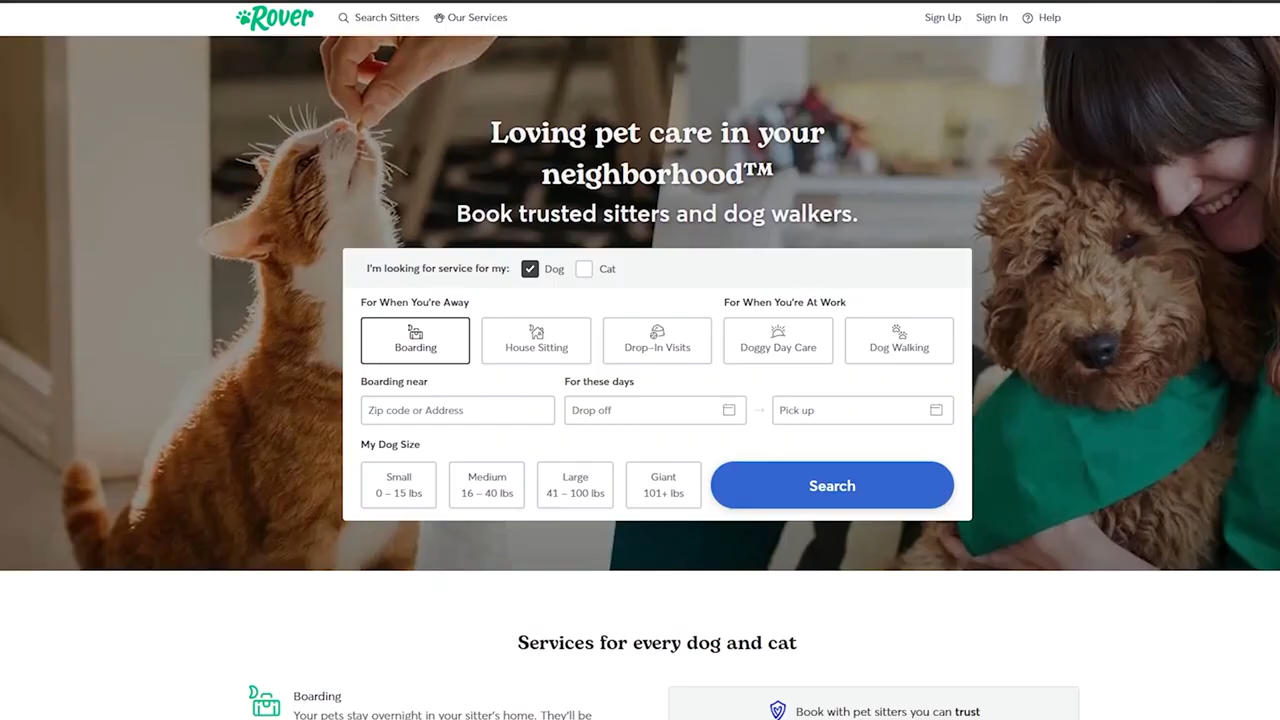 Rover Search Sitters Our Services Sign Up Sign In Help
Loving pet care in your
neighborhood™
Book trusted sitters and dog walkers.
I'm looking for service for my: Dog Cat
For When You're Away For When You're At Work
Boarding House Sitting Drop-In Visits Doggy Day Care Dog Walking
Boarding near For these days
Zip code or Address Drop off → Pick up
My Dog Size
Small Medium Large Giant
0 – 15 lbs 16 – 40 lbs 41 – 100 lbs 101+ lbs
Search
Services for every dog and cat
Boarding
Your pets stay overnight in your sitter's home. They'll be
Book with pet sitters you can trust